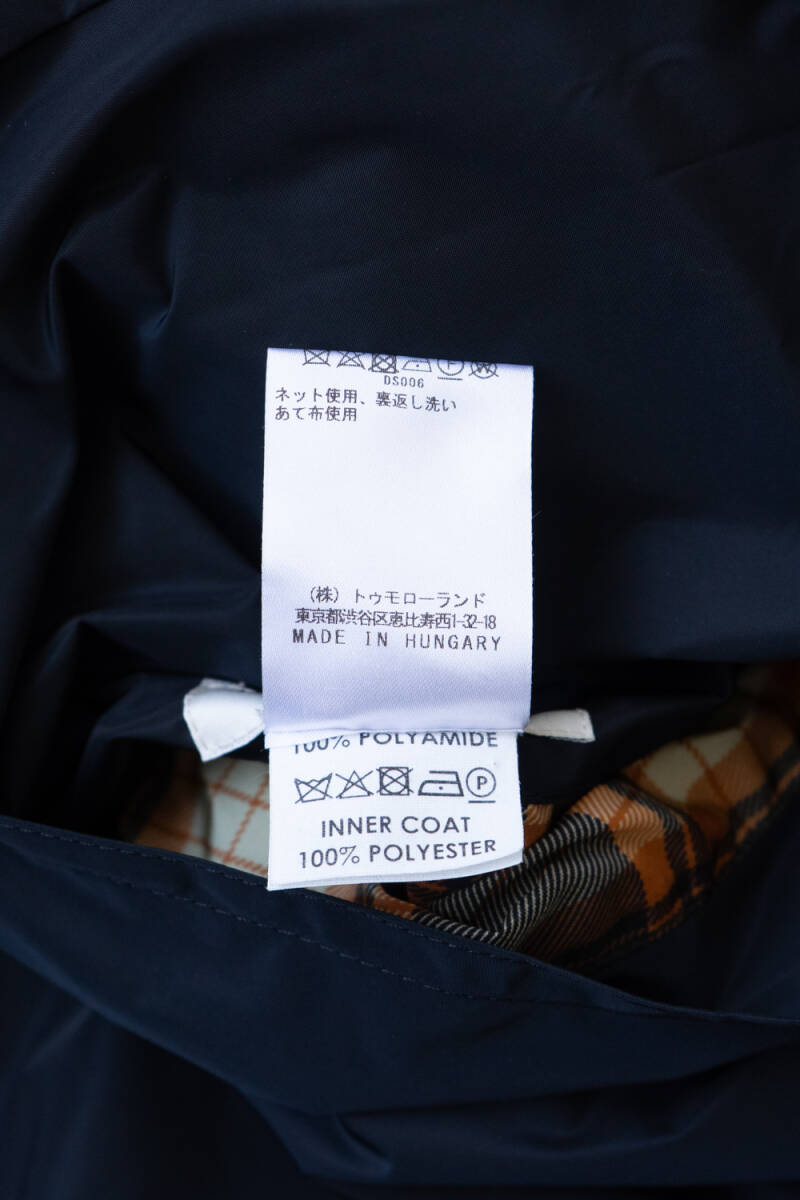 DS006
ネット使用、裏返し洗い
あて布使用
(株) トゥモローランド
東京都渋谷区恵比寿西1-32-18
MADE IN HUNGARY
100% POLYAMIDE
P
INNER COAT
100% POLYESTER